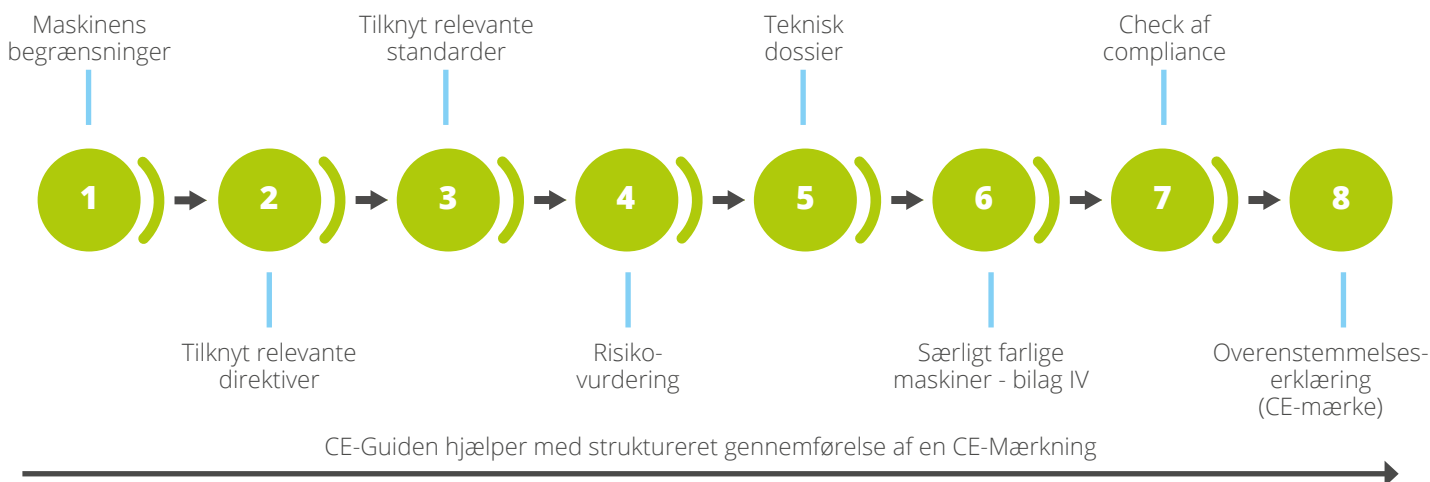 Maskinens
begrænsninger
Tilknyt relevante
standarder
Teknisk
dossier
Check af
compliance
1
2
3
4
5
6
7
8
Tilknyt relevante
direktiver
Risiko-
vurdering
Særligt farlige
maskiner - bilag IV
Overenstemmelses-
erklæring
(CE-mærke)
CE-Guiden hjælper med struktureret gennemførelse af en CE-Mærkning